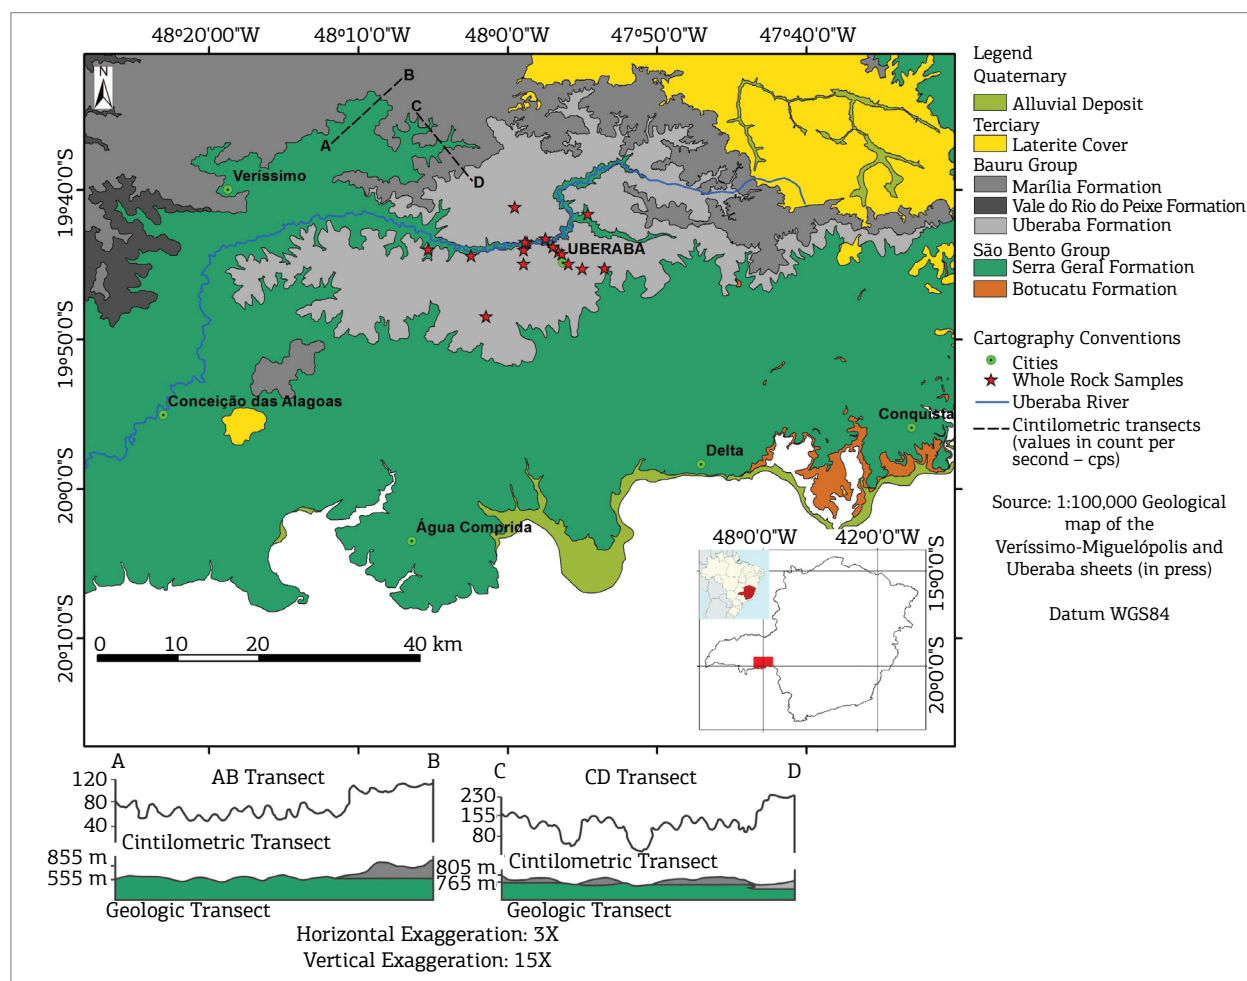 48°20'00"W 48°10'00"W 48°0'00"W 47°50'00"W 47°40'00"W
19°40'0"S
19°50'0"S
20°0'0"S
20°10'0"S
N
A
B
C
D
Veríssimo
UBERABA
Conceição das Alagoas
Conquista
Delta
Água Comprida
0 10 20 40 km
48°0'0"W 42°0'0"W
15°0'0"S
20°0'0"S
Legend
Quaternary
Alluvial Deposit
Tertiary
Laterite Cover
Bauru Group
Marília Formation
Vale do Rio do Peixe Formation
Uberaba Formation
São Bento Group
Serra Geral Formation
Botucatu Formation
Cartography Conventions
Cities
Whole Rock Samples
Uberaba River
Cintilometric transects
(values in count per
second – cps)
Source: 1:100,000 Geological
map of the
Veríssimo-Miguelópolis and
Uberaba sheets (in press)
Datum WGS84
A B
AB Transect
120
80
40
Cintilometric Transect
855 m
555 m
Geologic Transect
C D
CD Transect
230
155
80
Cintilometric Transect
805 m
765 m
Geologic Transect
Horizontal Exaggeration: 3X
Vertical Exaggeration: 15X